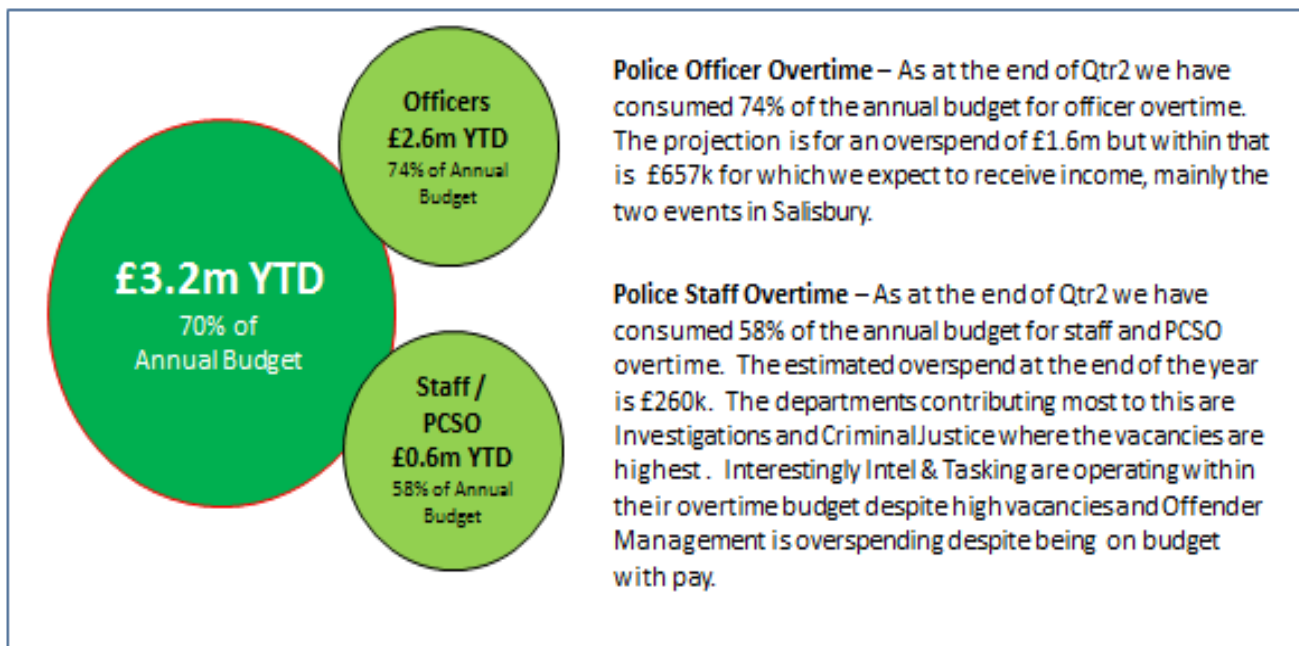 £3.2m YTD
70% of
Annual Budget
Officers
£2.6m YTD
74% of Annual
Budget
Staff /
PCSO
£0.6m YTD
58% of Annual
Budget
Police Officer Overtime – As at the end of Qtr2 we have
consumed 74% of the annual budget for officer overtime.
The projection is for an overspend of £1.6m but within that
is £657k for which we expect to receive income, mainly the
two events in Salisbury.
Police Staff Overtime – As at the end of Qtr2 we have
consumed 58% of the annual budget for staff and PCSO
overtime. The estimated overspend at the end of the year
is £260k. The departments contributing most to this are
Investigations and Criminal Justice where the vacancies are
highest. Interestingly Intel & Tasking are operating within
their overtime budget despite high vacancies and Offender
Management is overspending despite being on budget
with pay.